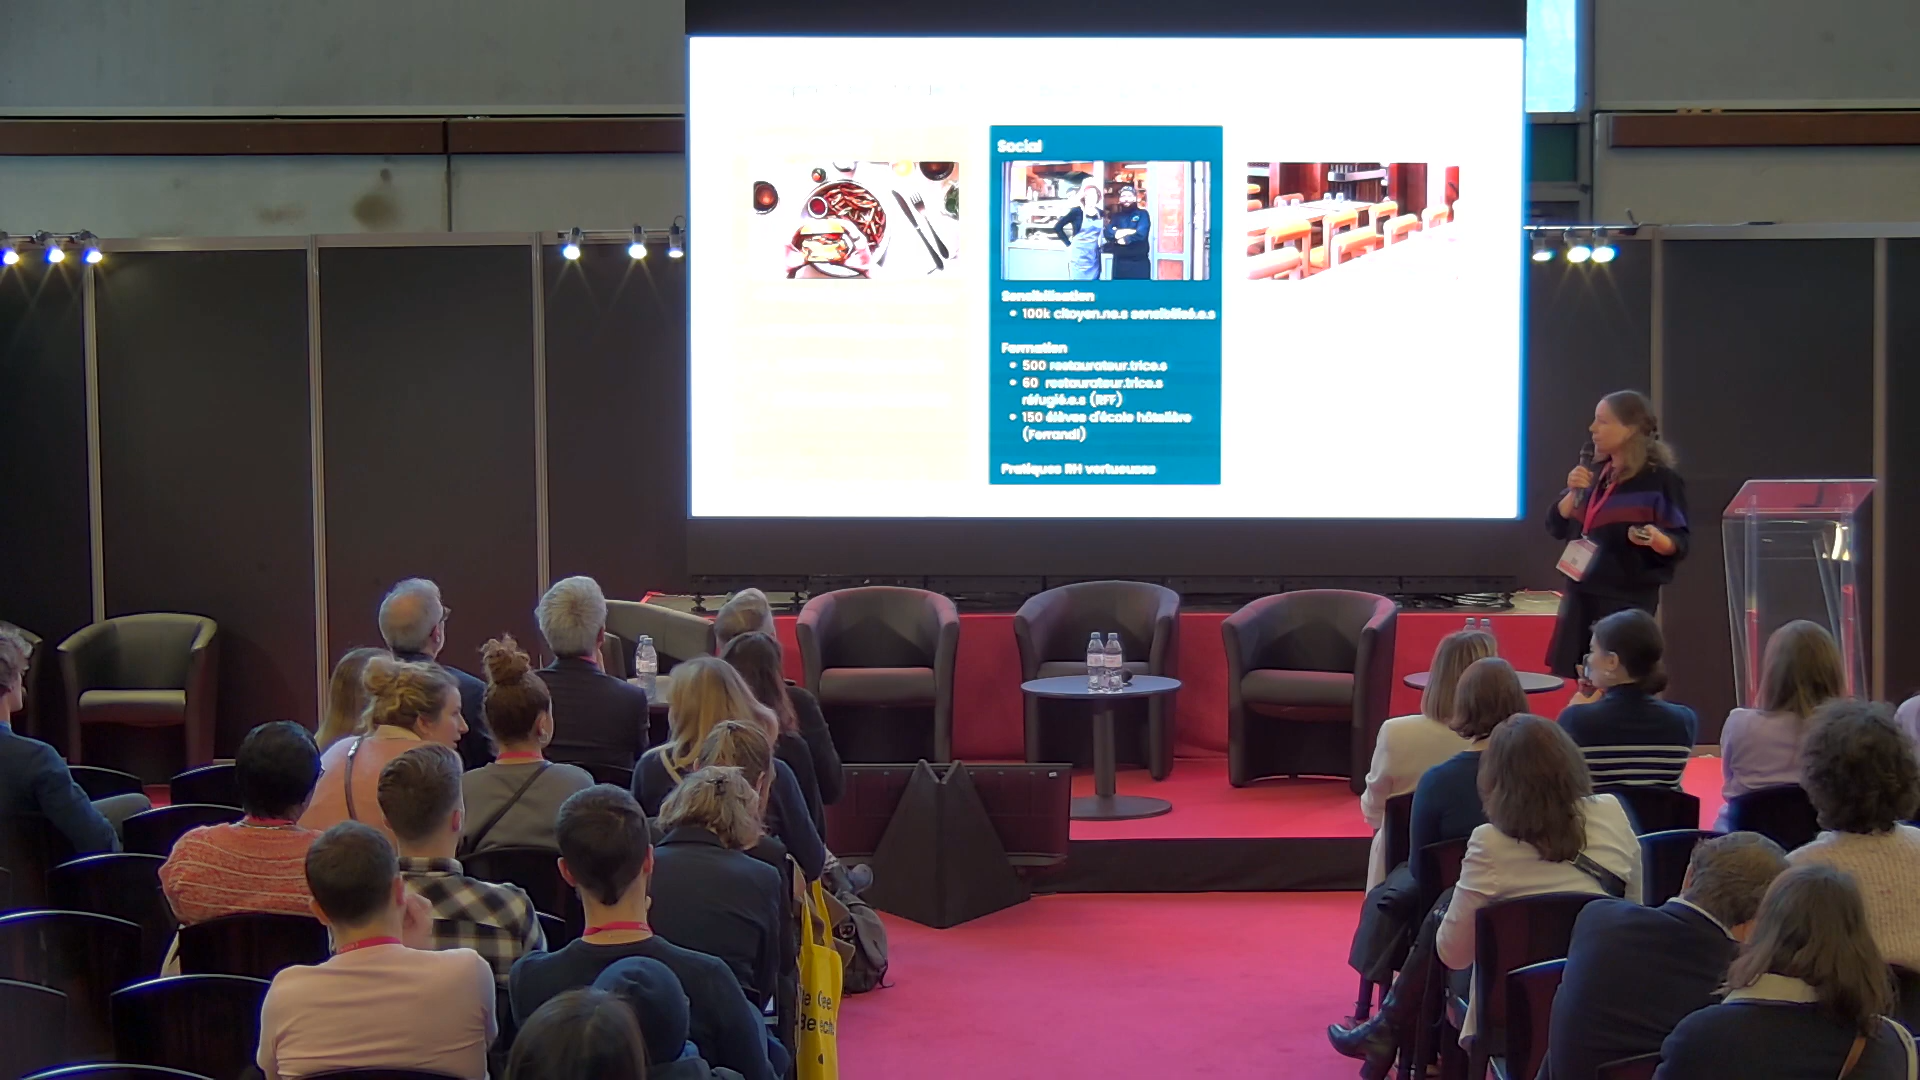 Social
Sensibilisation
• 100k citoyen.ne.s sensibilisé.e.s
Formation
• 500 restaurateur.trice.s
• 60 restaurateur.trice.s
réfugié.e.s (RFF)
• 150 élèves d'école hôtelière
(Ferrandi)
Pratiques RH vertueuses